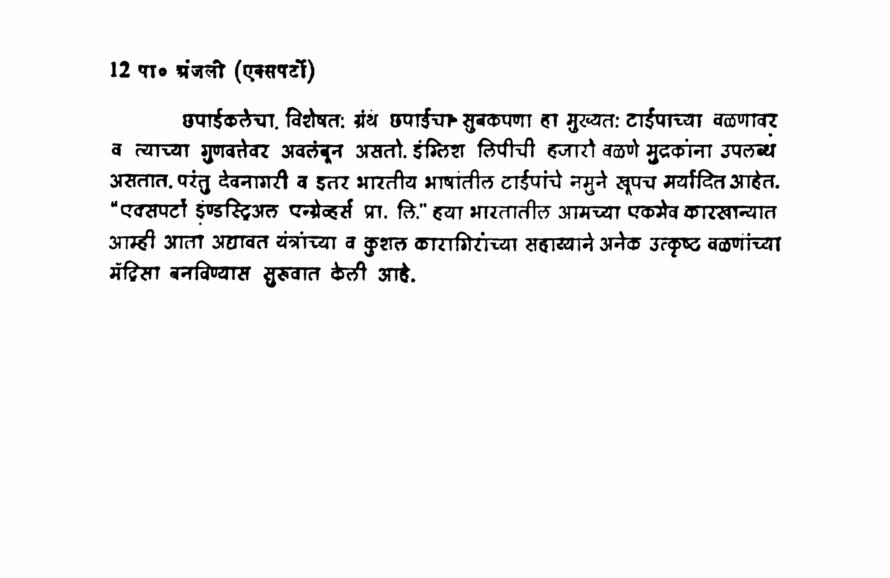 12 पा० अंजली (एक्सपर्टो)
छपाईकलेचा, विशेषत: ग्रंथ छपाईचा सुबकपणा हा मुख्यत: टाईपाच्या वळणावर
व त्याच्या गुणवत्तेवर अवलंबून असतो. इंग्लिश लिपीची हजारो वळणे मुद्रकांना उपलब्ध
असतात. परंतु देवनागरी व इतर भारतीय भाषांतील टाईपांचे नमुने खूपच मर्यादित आहेत.
"एक्सपर्टो इंण्डस्ट्रिअल एन्ग्रेव्हर्स प्रा. लि." हया भारतातील आमच्या एकमेव कारखान्यात
आम्ही आता अद्यावत यंत्रांच्या व कुशल कारागिरांच्या सहाय्याने अनेक उत्कृष्ट वळणांच्या
मॅट्रिसा बनविण्यास सुरूवात केली आहे.